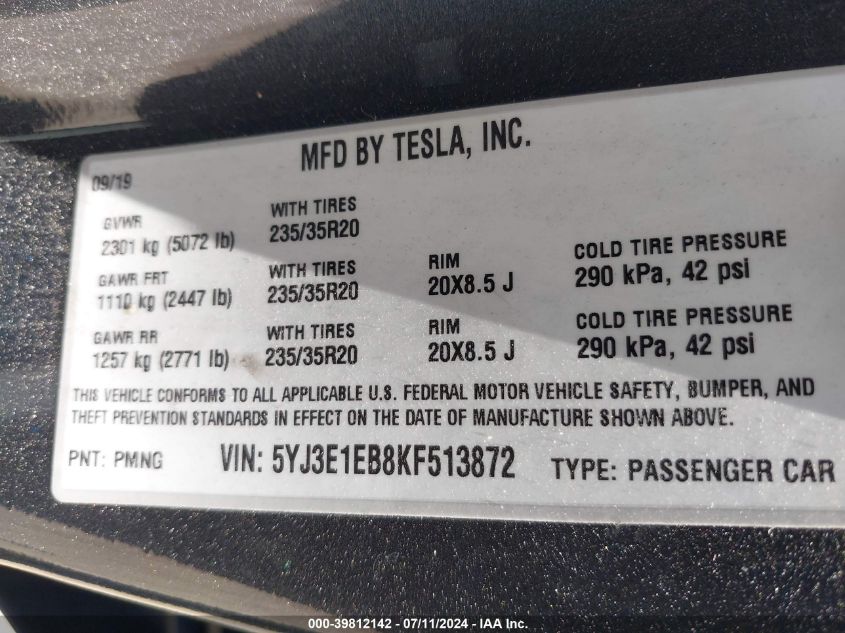 MFD BY TESLA, INC.
09/19
GVWR WITH TIRES
2301 kg (5072 lb) 235/35R20
GAWR FRT WITH TIRES RIM COLD TIRE PRESSURE
1110 kg (2447 lb) 235/35R20 20X8.5 J 290 kPa, 42 psi
GAWR RR WITH TIRES RIM COLD TIRE PRESSURE
1257 kg (2771 lb) 235/35R20 20X8.5 J 290 kPa, 42 psi
THIS VEHICLE CONFORMS TO ALL APPLICABLE U.S. FEDERAL MOTOR VEHICLE SAFETY, BUMPER, AND
THEFT PREVENTION STANDARDS IN EFFECT ON THE DATE OF MANUFACTURE SHOWN ABOVE.
PNT: PMNG VIN: 5YJ3E1EB8KF513872 TYPE: PASSENGER CAR
000-39812142 - 07/11/2024 - IAA Inc.